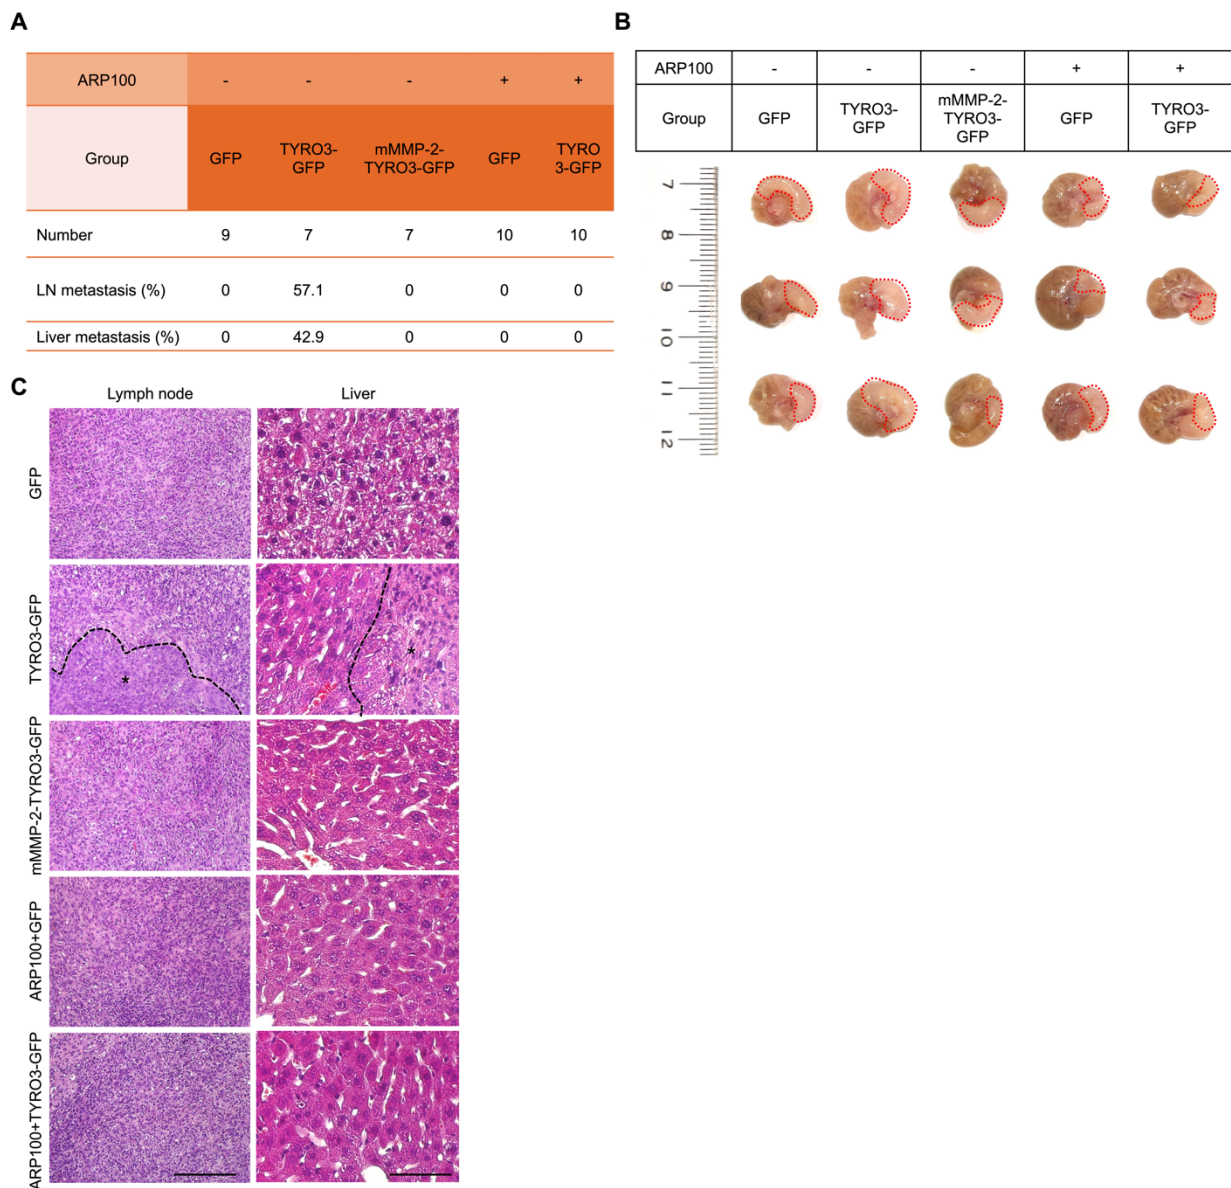 A
ARP100 - - - + +
Group GFP TYRO3- mMMP-2- GFP TYRO
GFP TYRO3-GFP 3-GFP
Number 9 7 7 10 10
LN metastasis (%) 0 57.1 0 0 0
Liver metastasis (%) 0 42.9 0 0 0
B
ARP100 - - - + +
Group GFP TYRO3- mMMP-2- GFP TYRO3-
GFP TYRO3- GFP
GFP
7
8
9
10
11
12
C
Lymph node Liver
GFP
TYRO3-GFP
*
*
mMMP-2-TYRO3-GFP
ARP100+GFP
ARP100+TYRO3-GFP